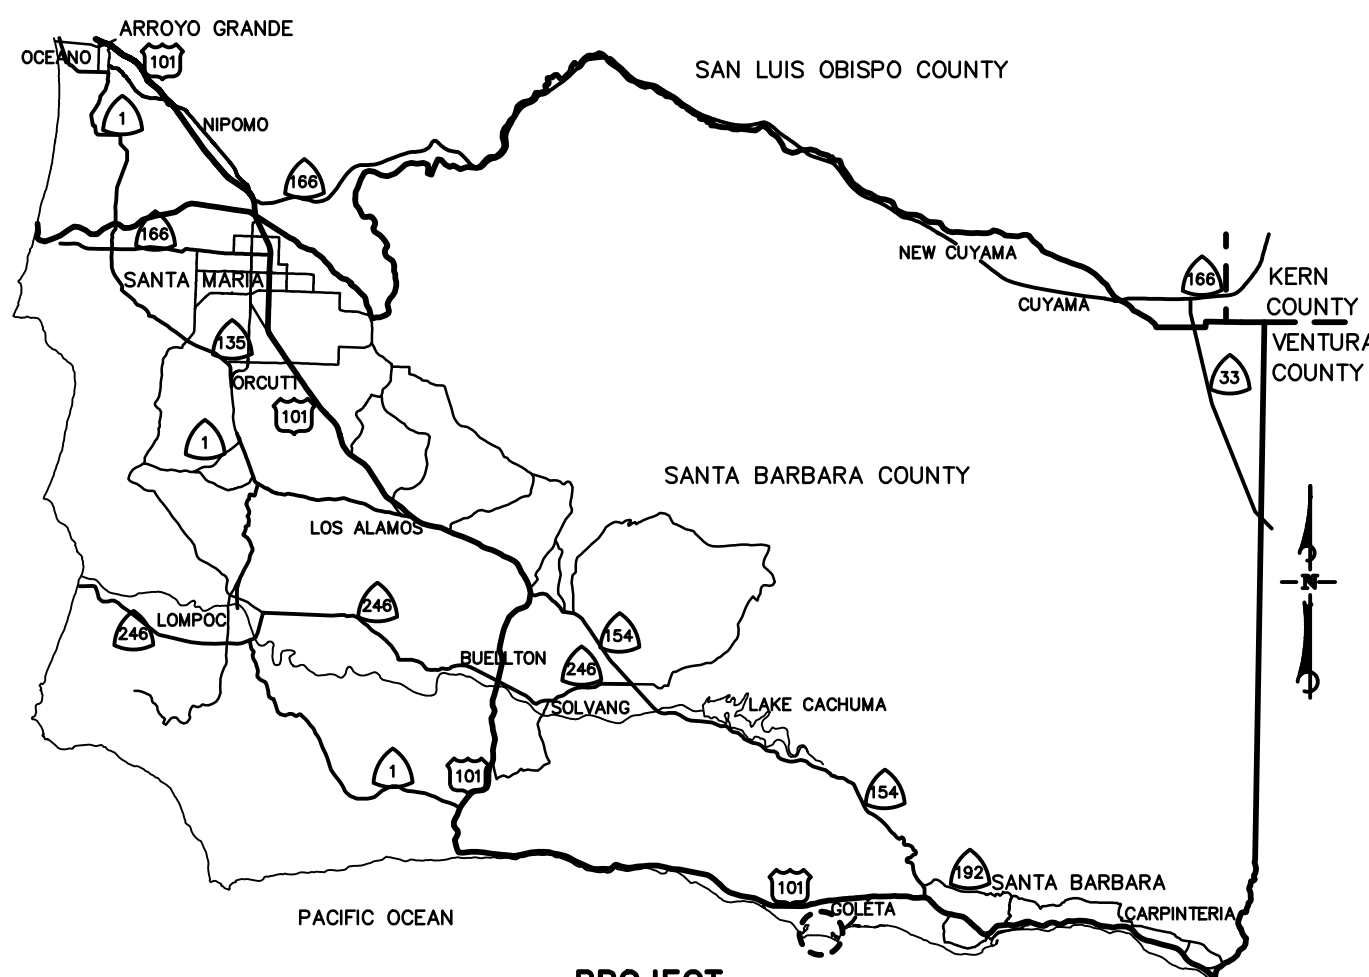 ARROYO GRANDE
OCEANO
101
SAN LUIS OBISPO COUNTY
1
NIPOMO
166
166
NEW CUYAMA
166
KERN
COUNTY
SANTA MARIA
CUYAMA
135
VENTURA
COUNTY
33
ORCUTT
101
1
SANTA BARBARA COUNTY
LOS ALAMOS
N
246
LOMPOC
246
154
BUELLTON
246
SOLVANG
LAKE CACHUMA
1
101
154
192
SANTA BARBARA
101
GOLETA
CARPINTERIA
PACIFIC OCEAN
PROJECT